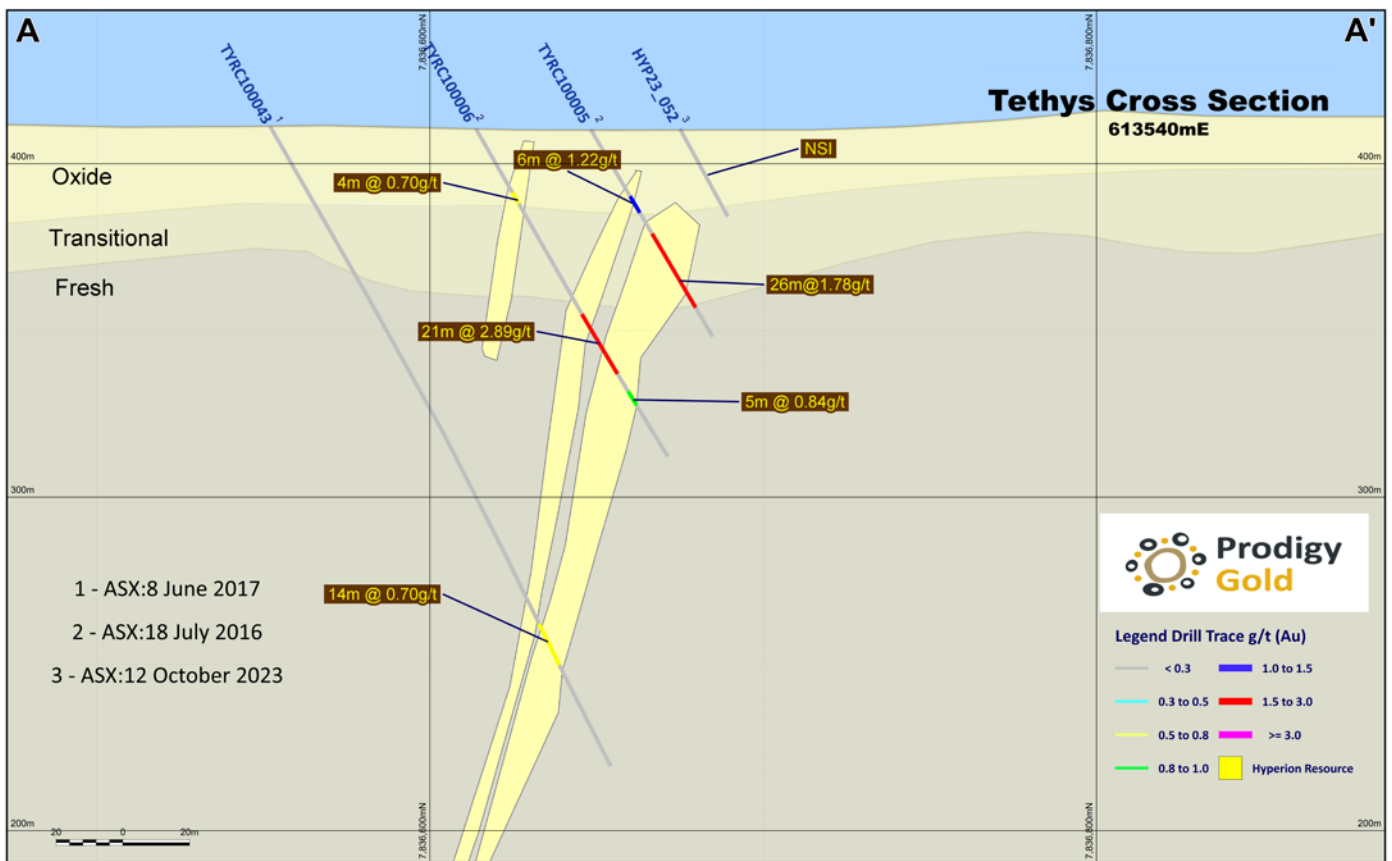 A
A'
7,836,600mN
7,836,800mN
TYRC100043 1
TYRC100006 2
TYRC100005 2
HYP23_052 3
Tethys Cross Section
613540mE
NSI
400m
400m
Oxide
6m @ 1.22g/t
4m @ 0.70g/t
Transitional
Fresh
26m@1.78g/t
21m @ 2.89g/t
5m @ 0.84g/t
300m
300m
14m @ 0.70g/t
1 - ASX:8 June 2017
2 - ASX:18 July 2016
3 - ASX:12 October 2023
Prodigy
Gold
Legend Drill Trace g/t (Au)
< 0.3
1.0 to 1.5
0.3 to 0.5
1.5 to 3.0
0.5 to 0.8
>= 3.0
0.8 to 1.0
Hyperion Resource
200m
200m
20 0 20m
7,836,600mN
7,836,800mN